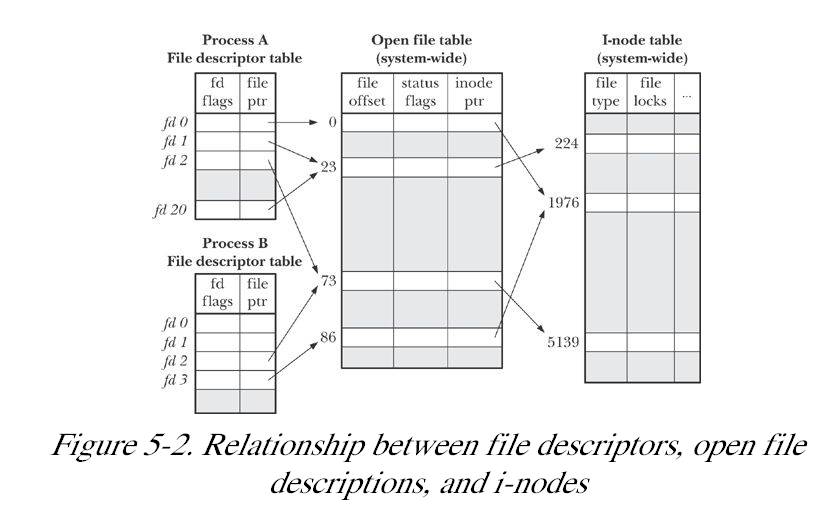 Process A
File descriptor table
fd flags
file ptr
fd 0
fd 1
fd 2
fd 20
Process B
File descriptor table
fd flags
file ptr
fd 0
fd 1
fd 2
fd 3
Open file table
(system-wide)
file offset
status flags
inode ptr
0
23
73
86
I-node table
(system-wide)
file type
file locks
...
224
1976
5139
Figure 5-2. Relationship between file descriptors, open file
descriptions, and i-nodes